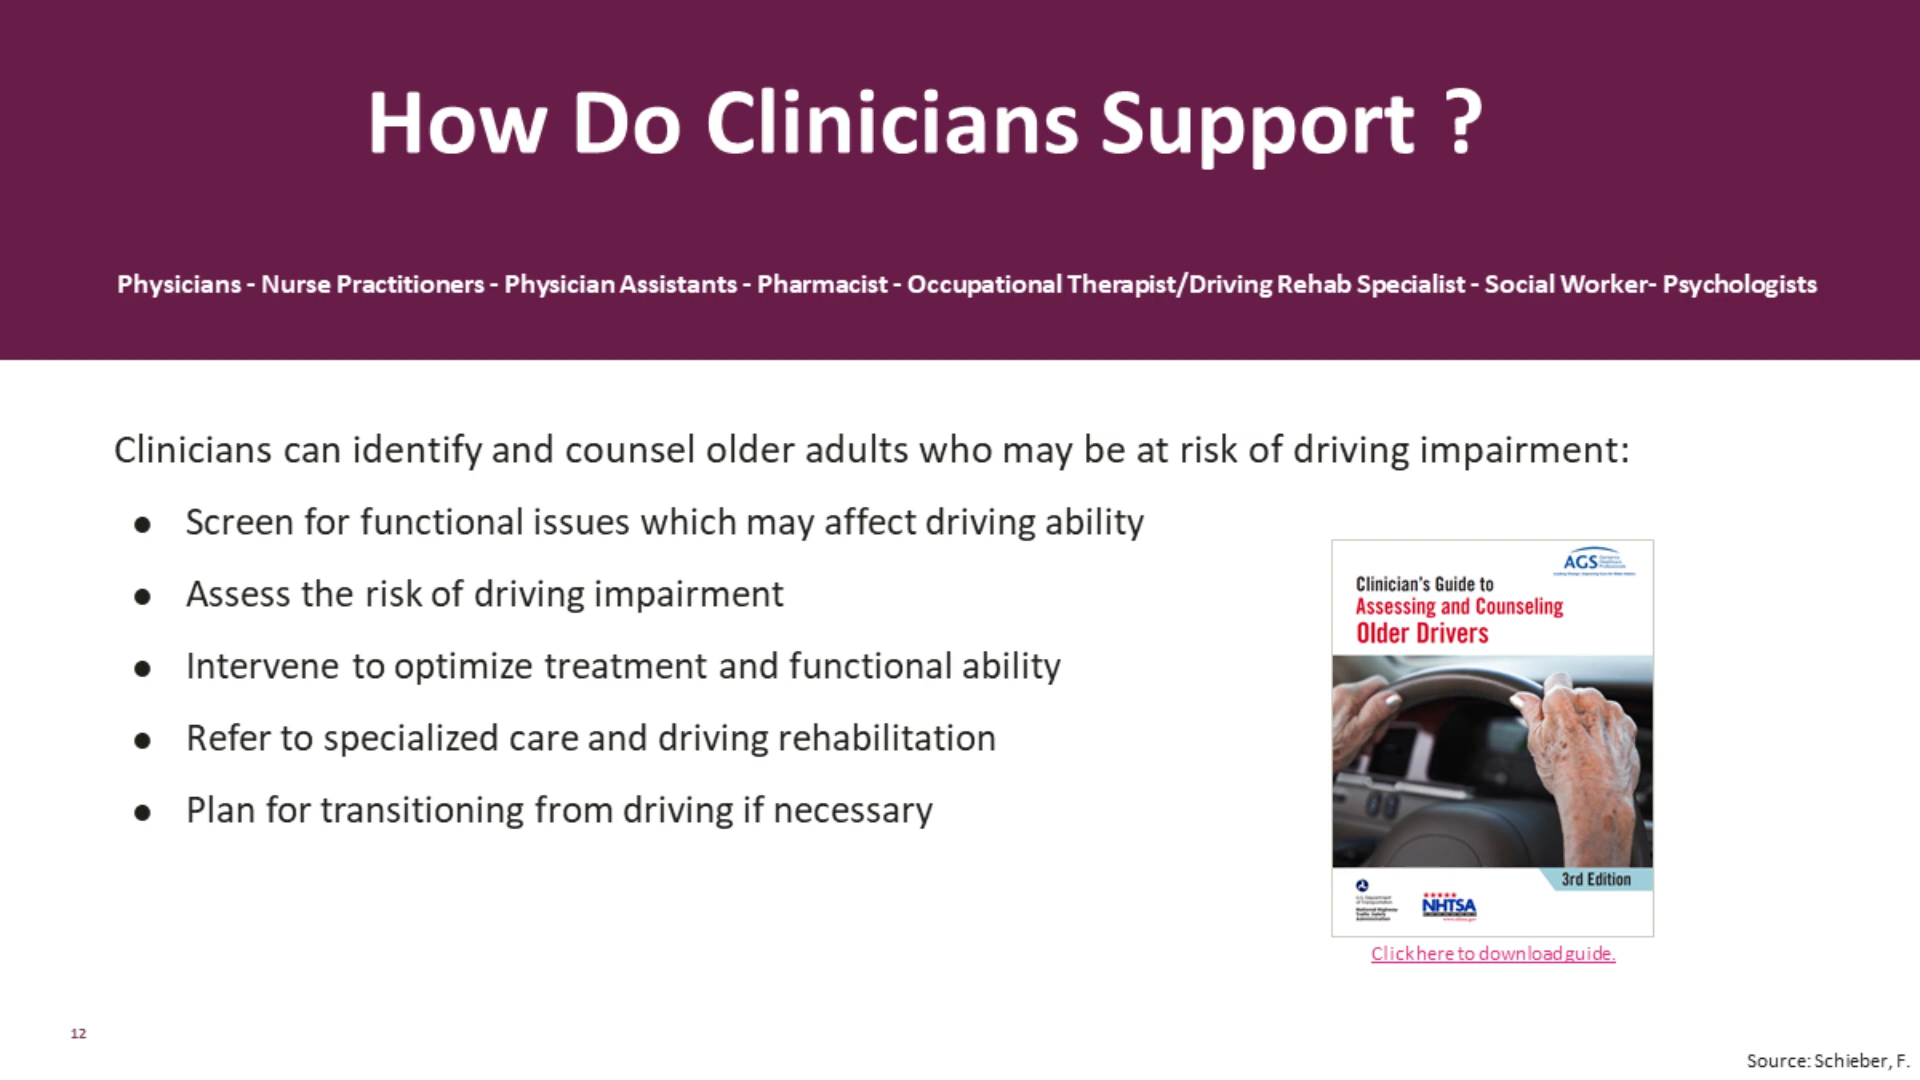 How Do Clinicians Support ?
Physicians - Nurse Practitioners - Physician Assistants - Pharmacist - Occupational Therapist/Driving Rehab Specialist - Social Worker- Psychologists
Clinicians can identify and counsel older adults who may be at risk of driving impairment:
● Screen for functional issues which may affect driving ability
● Assess the risk of driving impairment
● Intervene to optimize treatment and functional ability
● Refer to specialized care and driving rehabilitation
● Plan for transitioning from driving if necessary
AGS
Clinician's Guide to
Assessing and Counseling
Older Drivers
3rd Edition
NHTSA
Click here to download guide.
12
Source: Schieber, F.